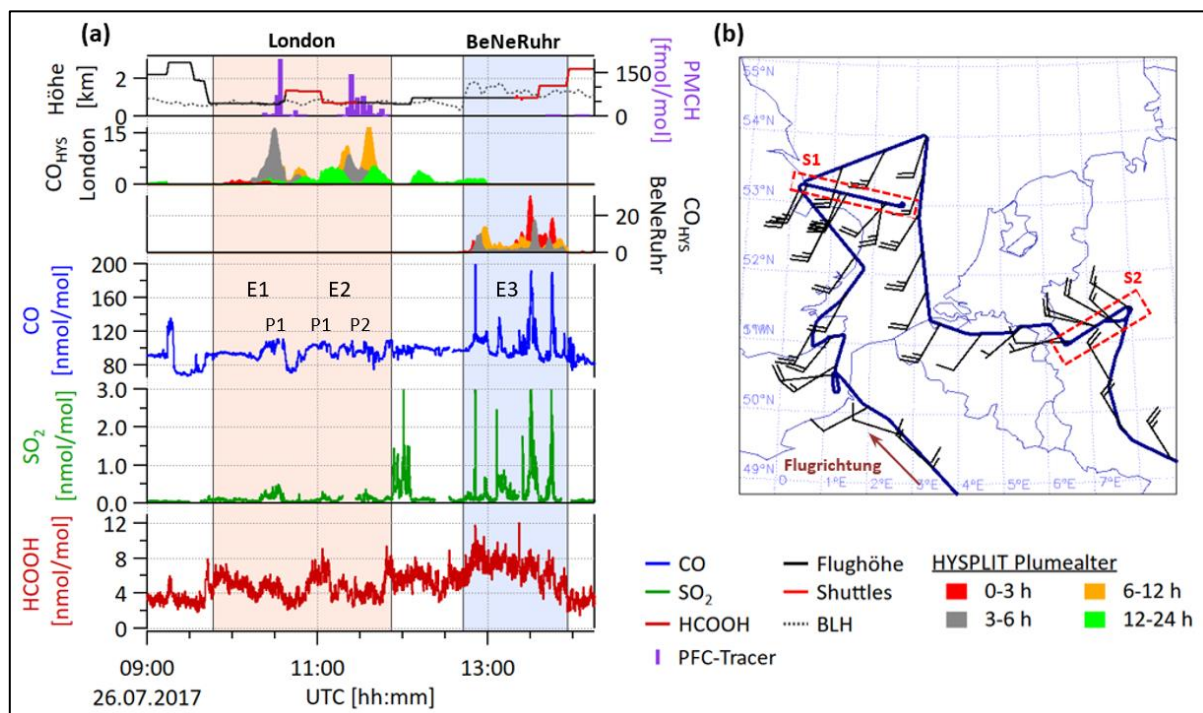 (a)
London
BeNeRuhr
Höhe
[km]
2
0
150
0
PMCH
[fmol/mol]
CO_HYS
London
15
0
CO_HYS
BeNeRuhr
20
0
CO
[nmol/mol]
200
160
120
80
E1
E2
E3
P1
P1
P2
SO2
[nmol/mol]
3.0
2.0
1.0
0.0
HCOOH
[nmol/mol]
12
8
4
0
09:00
11:00
13:00
26.07.2017
UTC [hh:mm]
(b)
55°N
54°N
53°N
52°N
51°N
50°N
49°N
0
1°E
2°E
3°E
4°E
5°E
6°E
7°E
S1
S2
Flugrichtung
CO
SO2
HCOOH
PFC-Tracer
Flughöhe
Shuttles
BLH
HYSPLIT Plumealter
0-3 h
3-6 h
6-12 h
12-24 h